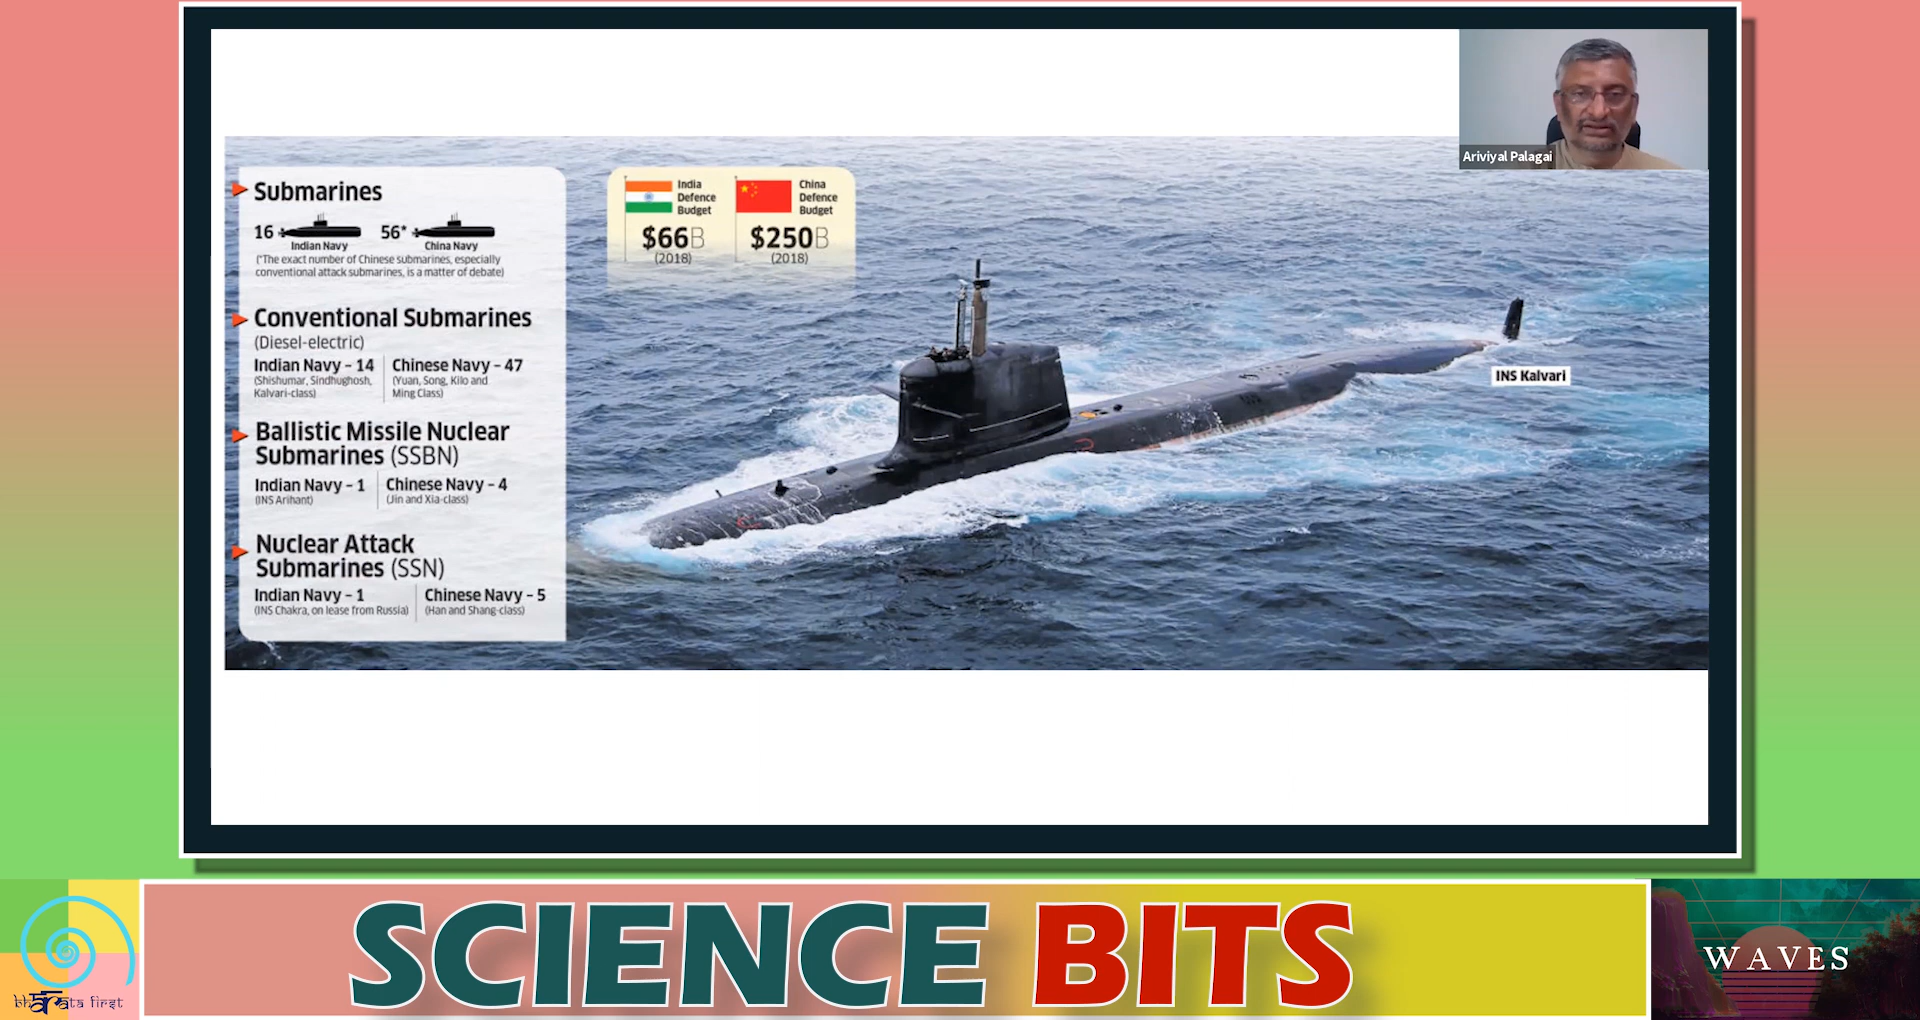 Ariviyal Palagai
Submarines
16
Indian Navy
56*
China Navy
(*The exact number of Chinese submarines, especially
conventional attack submarines, is a matter of debate)
Conventional Submarines
(Diesel-electric)
Indian Navy - 14
(Shishumar, Sindhughosh,
Kalvari-class)
Chinese Navy - 47
(Yuan, Song, Kilo and
Ming Class)
Ballistic Missile Nuclear
Submarines (SSBN)
Indian Navy - 1
(INS Arihant)
Chinese Navy - 4
(Jin and Xia-class)
Nuclear Attack
Submarines (SSN)
Indian Navy - 1
(INS Chakra, on lease from Russia)
Chinese Navy - 5
(Han and Shang-class)
India
Defence
Budget
$66B
(2018)
China
Defence
Budget
$250B
(2018)
INS Kalvari
SCIENCE BITS
WAVES